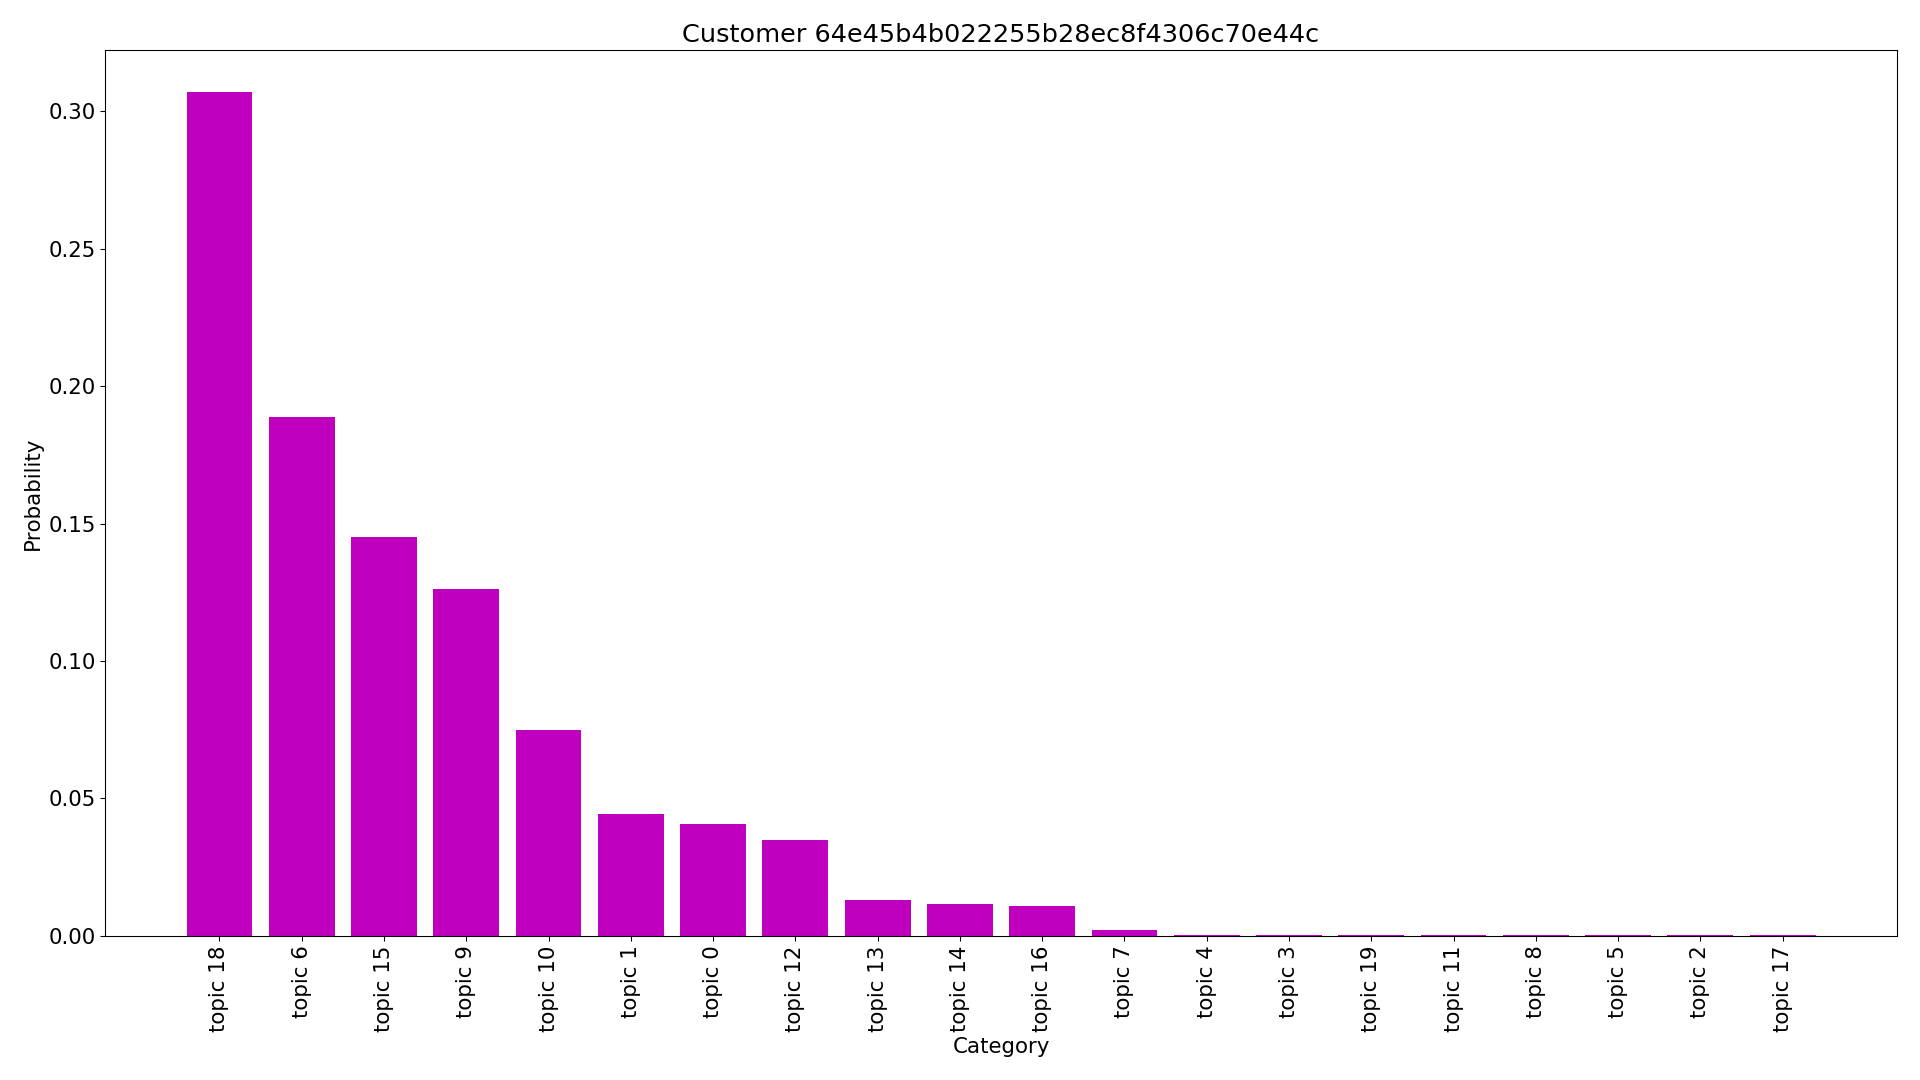 Customer 64e45b4b022255b28ec8f4306c70e44c
Probability
0.30
0.25
0.20
0.15
0.10
0.05
0.00
topic 18
topic 6
topic 15
topic 9
topic 10
topic 1
topic 0
topic 12
topic 13
topic 14
topic 16
topic 7
topic 4
topic 3
topic 19
topic 11
topic 8
topic 5
topic 2
topic 17
Category